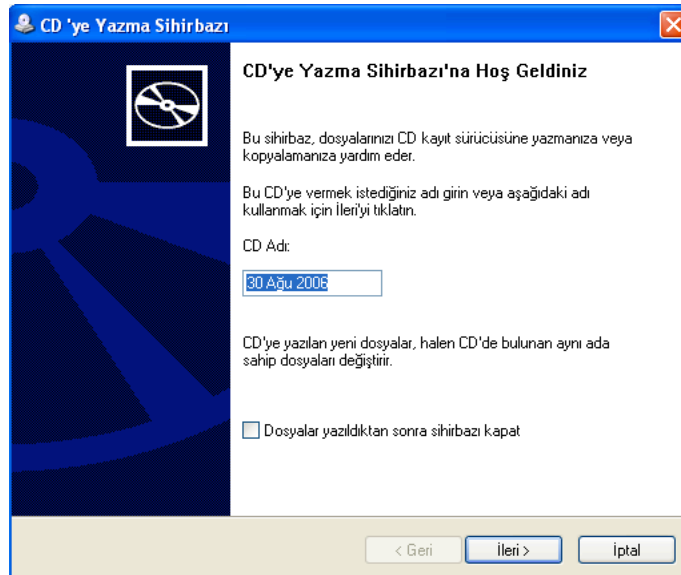 CD 'ye Yazma Sihirbazı
CD'ye Yazma Sihirbazı'na Hoş Geldiniz
Bu sihirbaz, dosyalarınızı CD kayıt sürücüsüne yazmanıza veya
kopyalamanıza yardım eder.
Bu CD'ye vermek istediğiniz adı girin veya aşağıdaki adı
kullanmak için İleri'yi tıklatın.
CD Adı:
30 Ağu 2006
CD'ye yazılan yeni dosyalar, halen CD'de bulunan aynı ada
sahip dosyaları değiştirir.
Dosyalar yazıldıktan sonra sihirbazı kapat
< Geri
İleri >
İptal